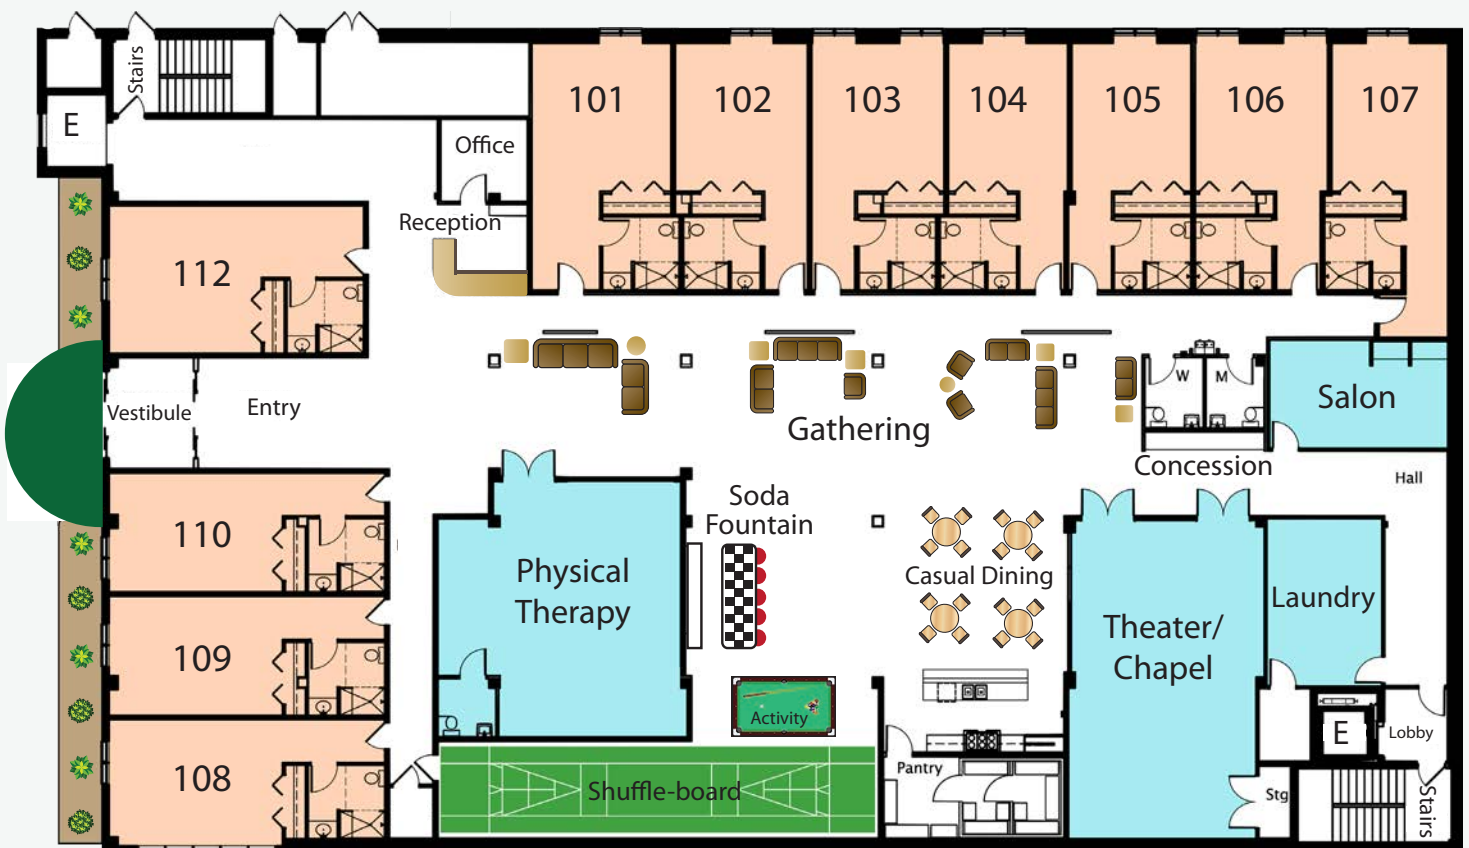 Stairs
101
102
103
104
105
106
107
E
Office
Reception
112
Vestibule
Entry
W
M
Salon
Gathering
Concession
Hall
Soda
Fountain
110
Physical
Therapy
Casual Dining
Laundry
Theater/
Chapel
109
Activity
E
Lobby
108
Shuffle-board
Pantry
Stg
Stairs